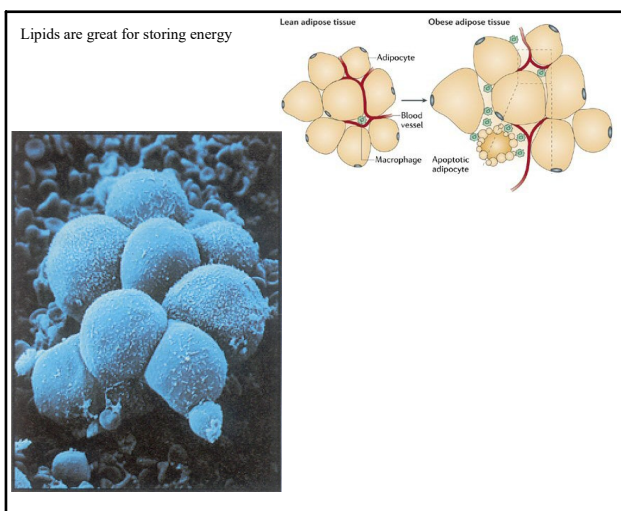 Lipids are great for storing energy
Lean adipose tissue
Obese adipose tissue
Adipocyte
Blood
vessel
Macrophage
Apoptotic
adipocyte